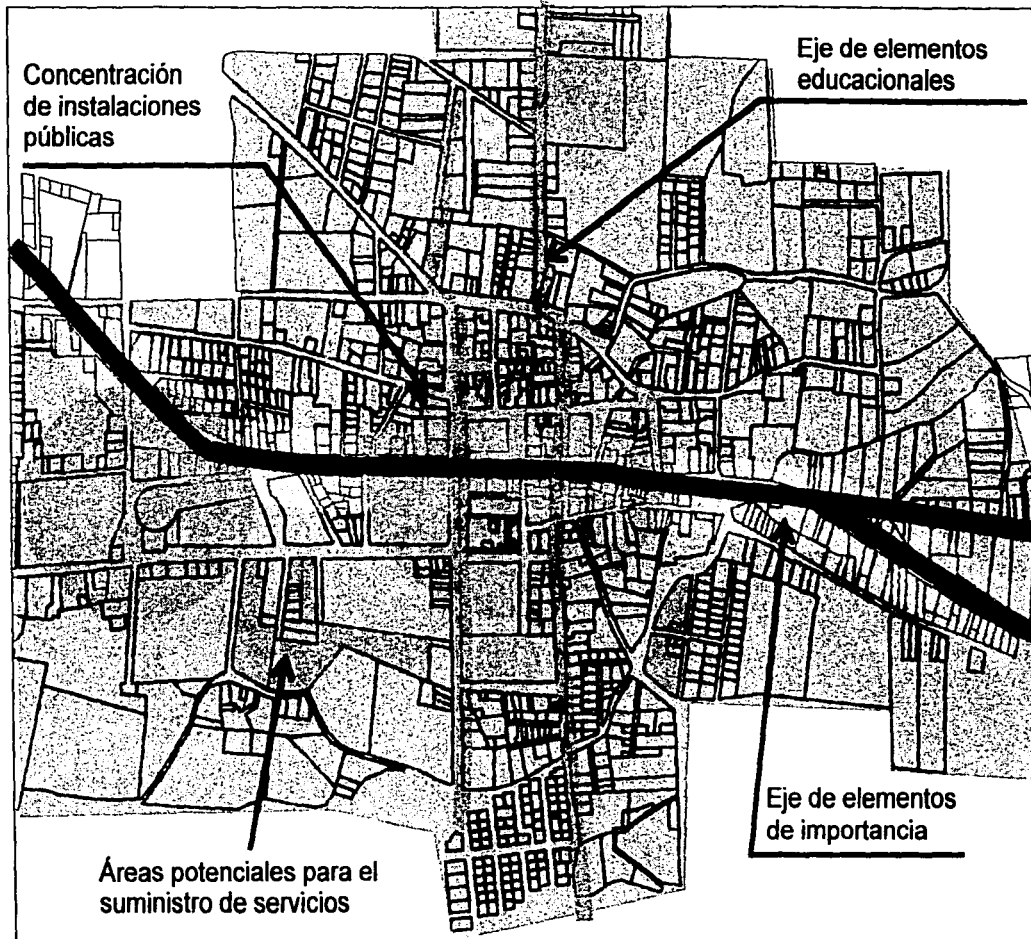 Concentración
de instalaciones
públicas
Eje de elementos
educacionales
Eje de elementos
de importancia
Áreas potenciales para el
suministro de servicios